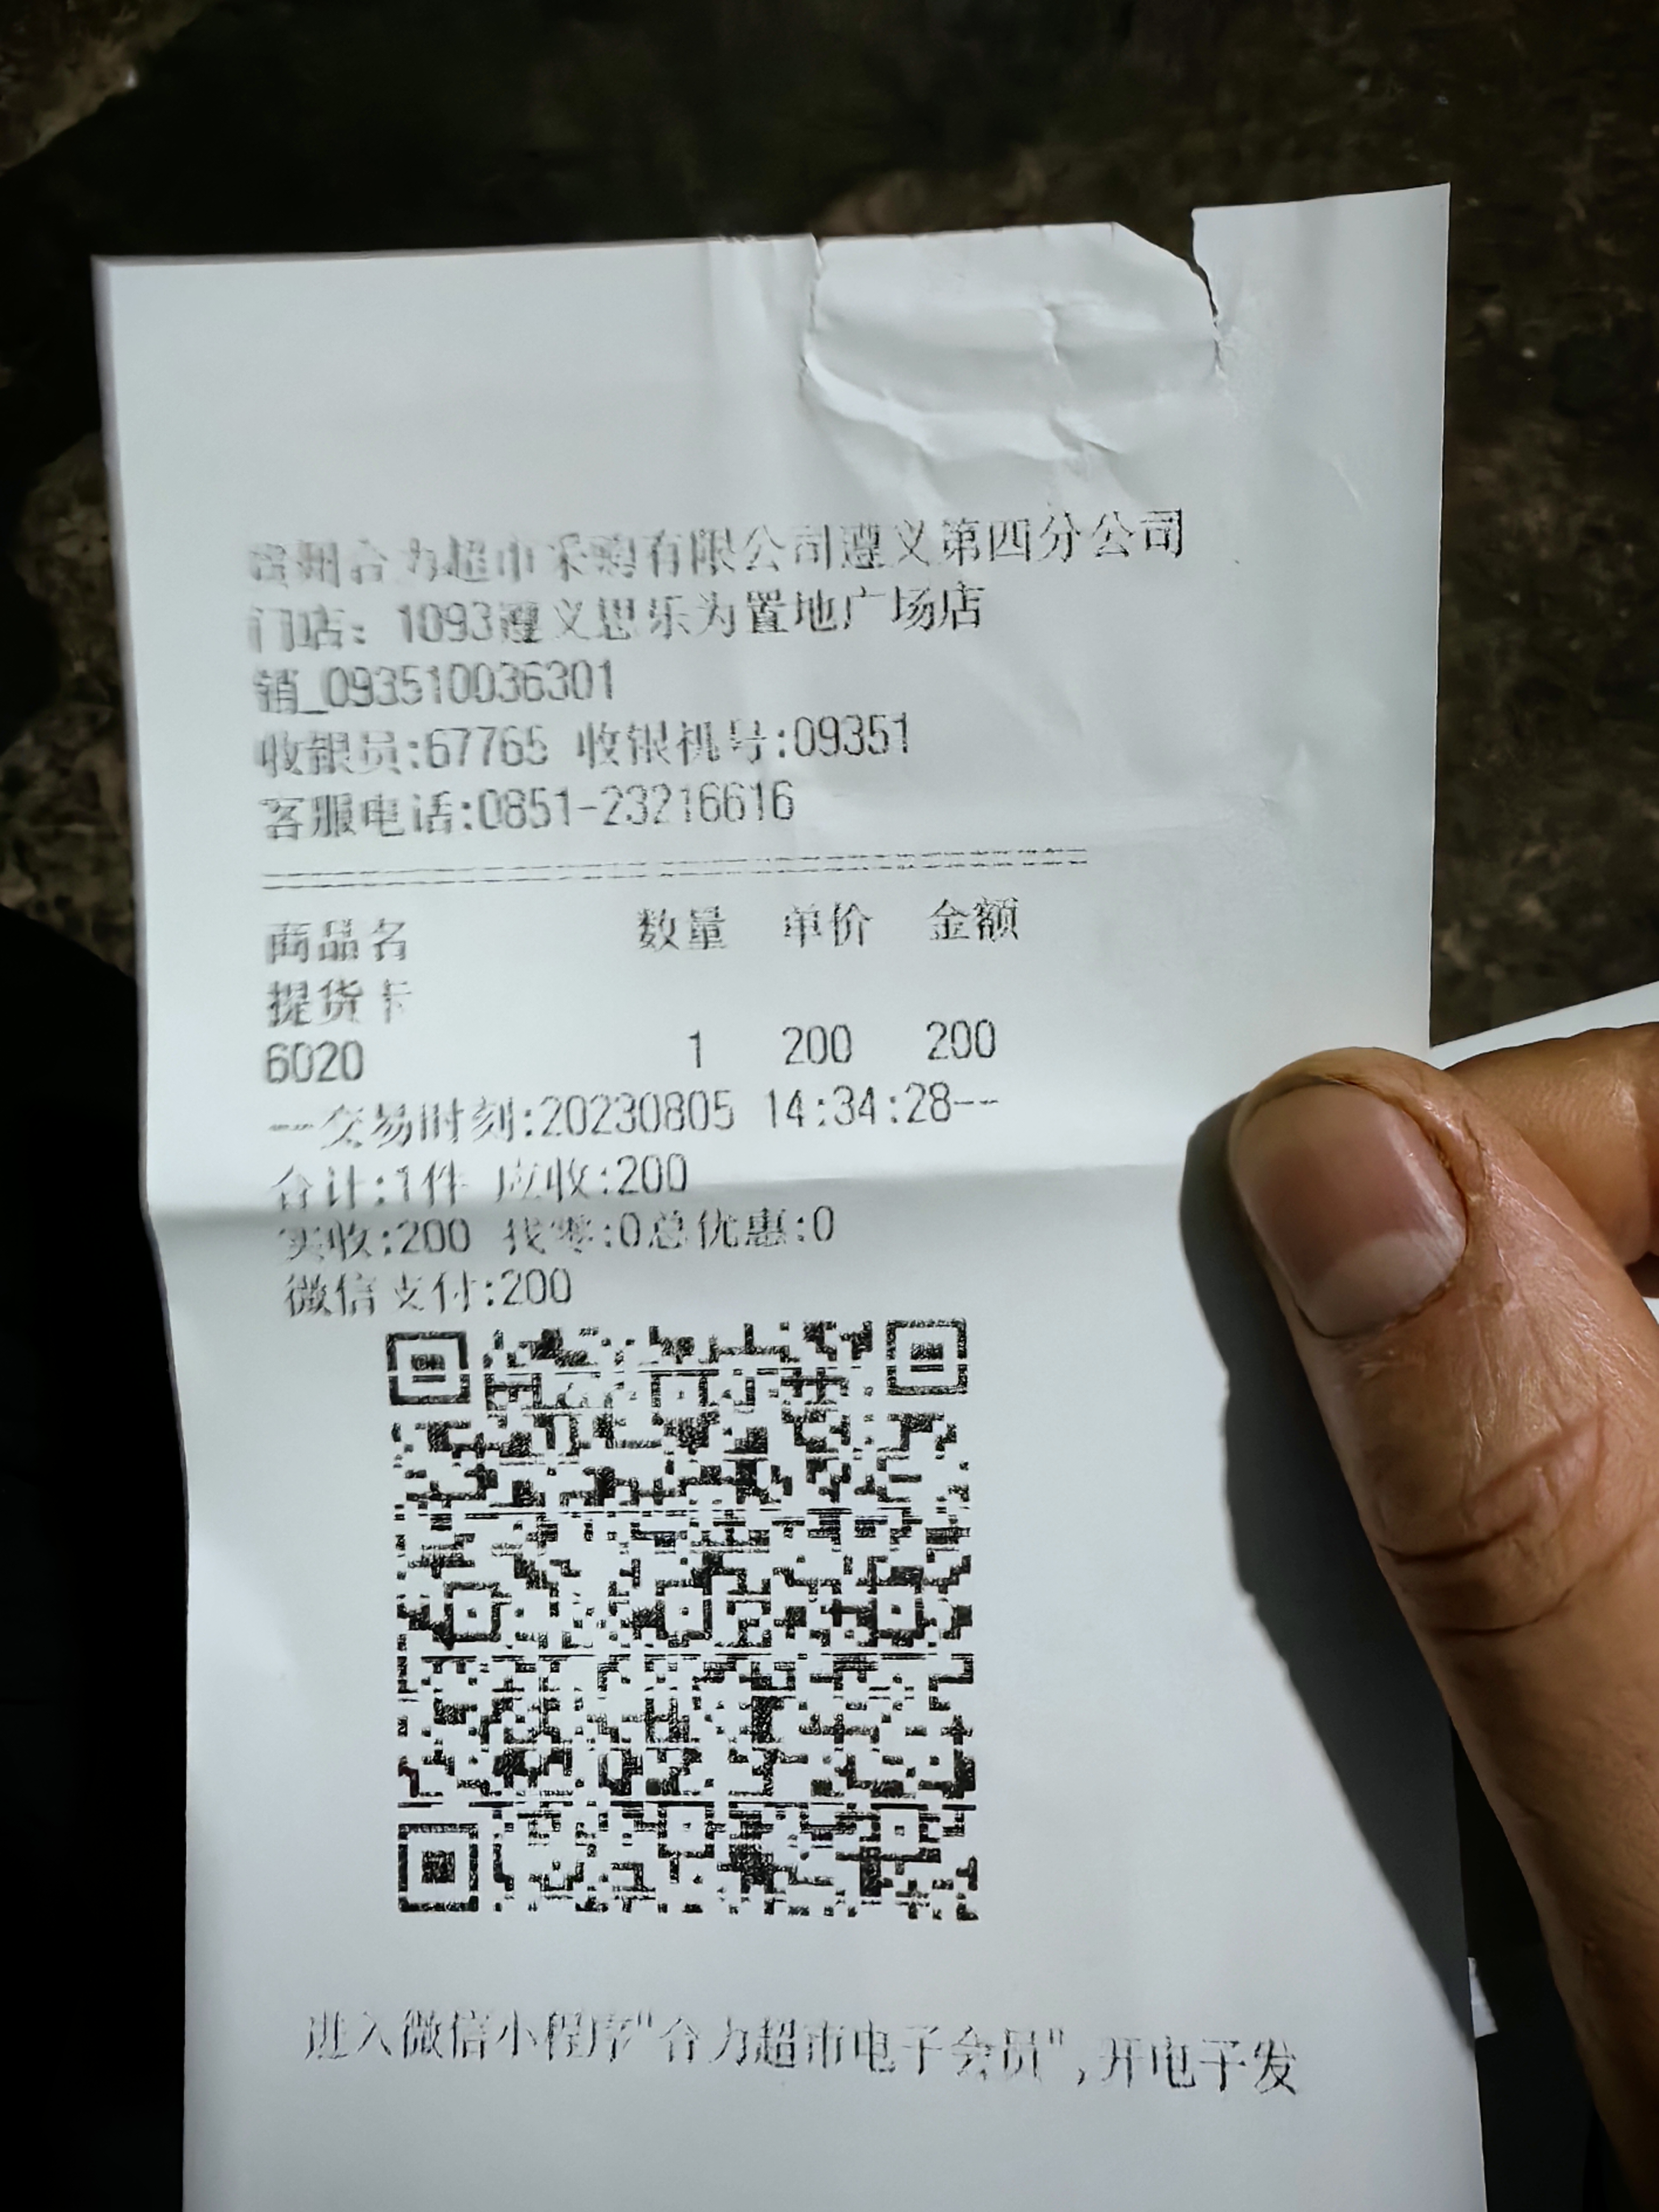 贵州合力超市采购有限公司遵义第四分公司
门店：1093遵义思乐为置地广场店
销_093510036301
收银员:67765 收银机号:09351
客服电话:0851-23216616
商品名 数量 单价 金额
提货卡
6020 1 200 200
--交易时刻:20230805 14:34:28--
合计:1件 应收:200
实收:200 找零:0总优惠:0
微信支付:200
进入微信小程序"合力超市电子会员",开电子发